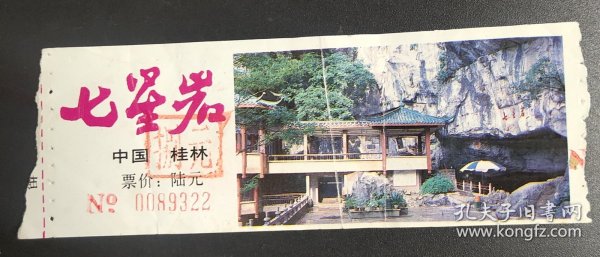 七星岩
中国 桂林
票价：陆元
Nº 0089322
孔夫子旧书网
www.kongfz.com